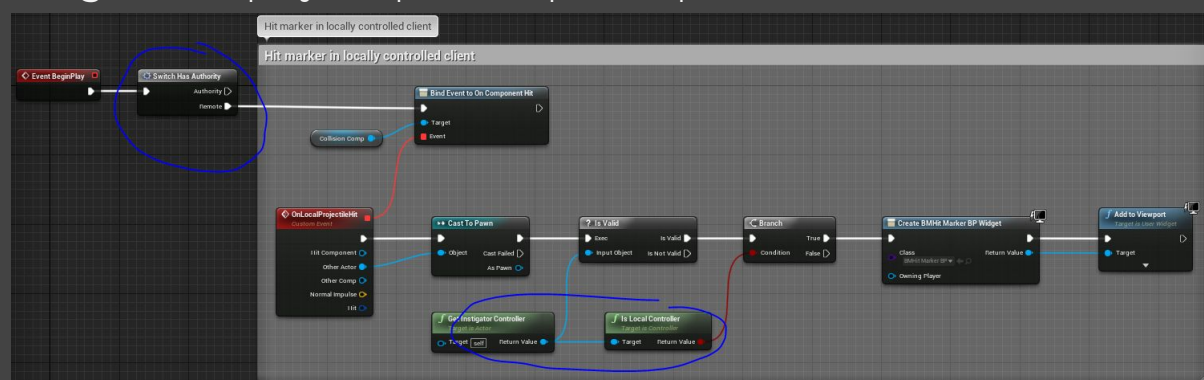 Hit marker in locally controlled client
Hit marker in locally controlled client
Event BeginPlay
Switch Has Authority
Authority
Remote
Bind Event to On Component Hit
Target
Event
Collision Comp
OnLocalProjectileHit
Custom Event
Hit Component
Other Actor
Other Comp
Normal Impulse
Hit
Cast To Pawn
Object
Cast Failed
As Pawn
? Is Valid
Exec
Is Valid
Input Object
Is Not Valid
Branch
True
Condition
False
Create BMHit Marker BP Widget
Class
Return Value
BMHit Marker BP
Owning Player
Add to Viewport
Target is User Widget
Target
Get Instigator Controller
Target is Actor
Target
self
Return Value
Is Local Controller
Target is Controller
Target
Return Value